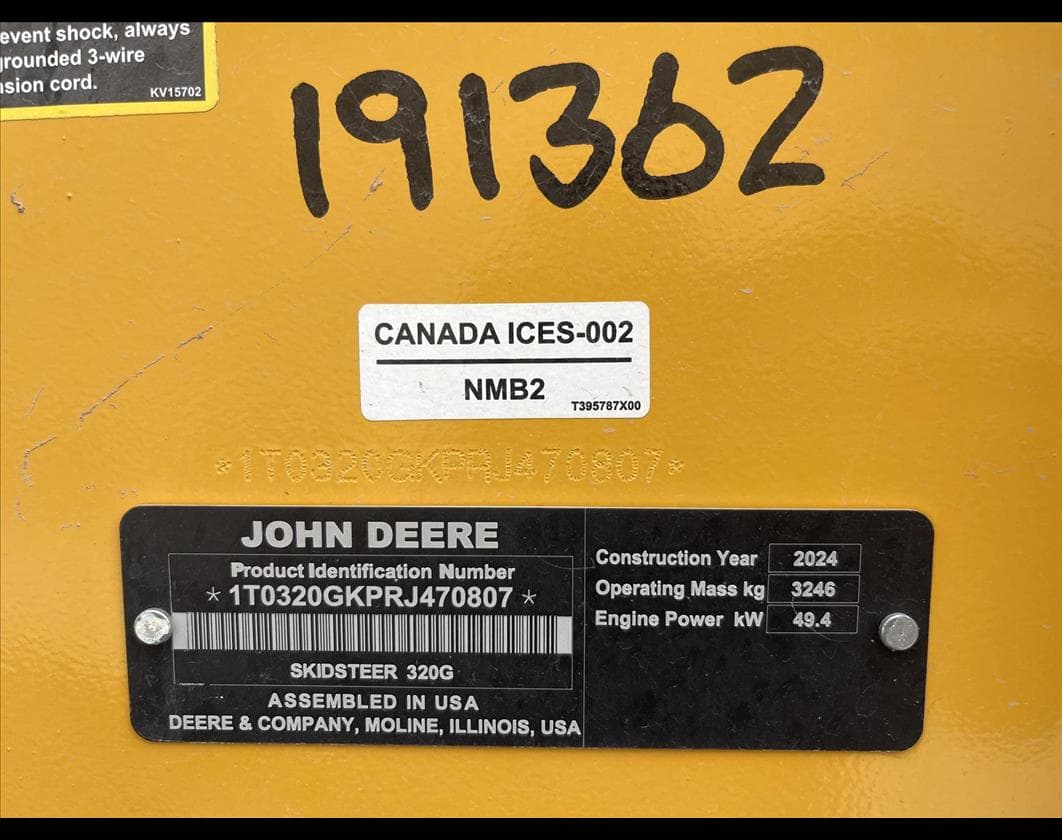 event shock, always
grounded 3-wire
nsion cord.
KV15702
191362
CANADA ICES-002
NMB2
T395787X00
*1T0320GKPRJ470807*
JOHN DEERE
Product Identification Number
* 1T0320GKPRJ470807 *
SKIDSTEER 320G
ASSEMBLED IN USA
DEERE & COMPANY, MOLINE, ILLINOIS, USA
Construction Year 2024
Operating Mass kg 3246
Engine Power kW 49.4